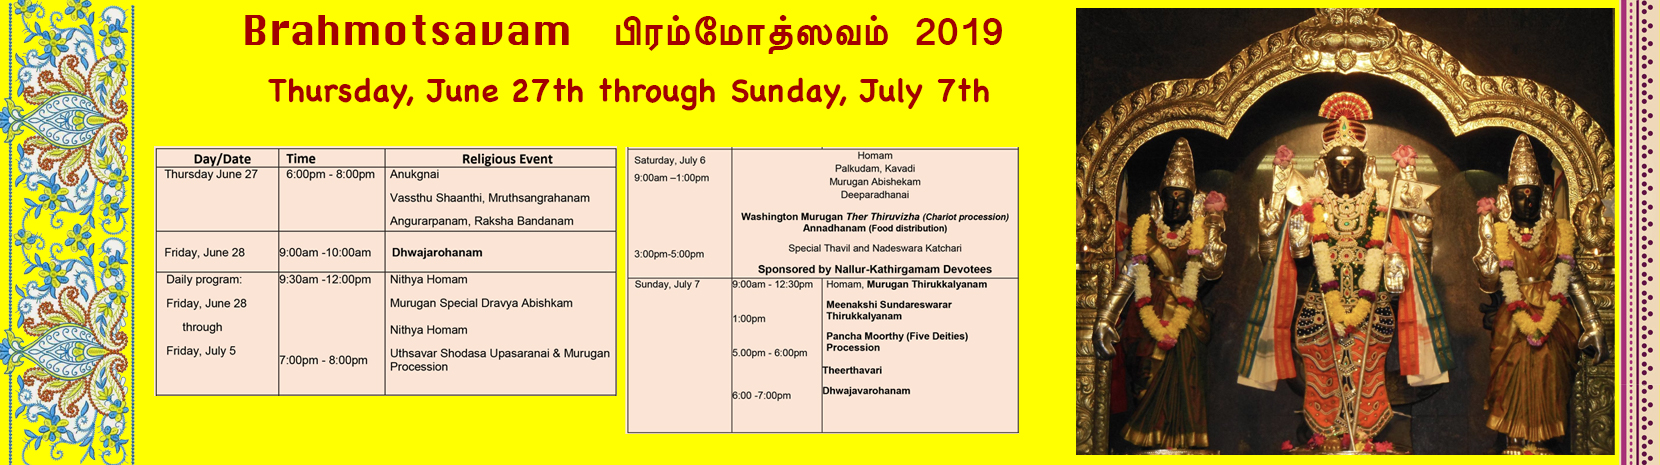 Brahmotsavam பிரம்மோத்ஸவம் 2019
Thursday, June 27th through Sunday, July 7th
Day/Date Time Religious Event
Thursday June 27 6:00pm - 8:00pm Anukgnai
Vassthu Shaanthi, Mruthsangrahanam
Angurarpanam, Raksha Bandanam
Friday, June 28 9:00am -10:00am Dhwajarohanam
Daily program: 9:30am -12:00pm Nithya Homam
Friday, June 28 Murugan Special Dravya Abishkam
through Nithya Homam
Friday, July 5 7:00pm - 8:00pm Uthsavar Shodasa Upasaranai & Murugan
Procession
Saturday, July 6 Homam
9:00am –1:00pm Palkudam, Kavadi
Murugan Abishekam
Deeparadhanai
Washington Murugan Ther Thiruvizha (Chariot procession)
Annadhanam (Food distribution)
3:00pm-5:00pm Special Thavil and Nadeswara Katchari
Sponsored by Nallur-Kathirgamam Devotees
Sunday, July 7 9:00am - 12:30pm Homam, Murugan Thirukkalyanam
Meenakshi Sundareswarar
1:00pm Thirukkalyanam
Pancha Moorthy (Five Deities)
5.00pm - 6:00pm Procession
Theerthavari
6:00 -7:00pm Dhwajavarohanam